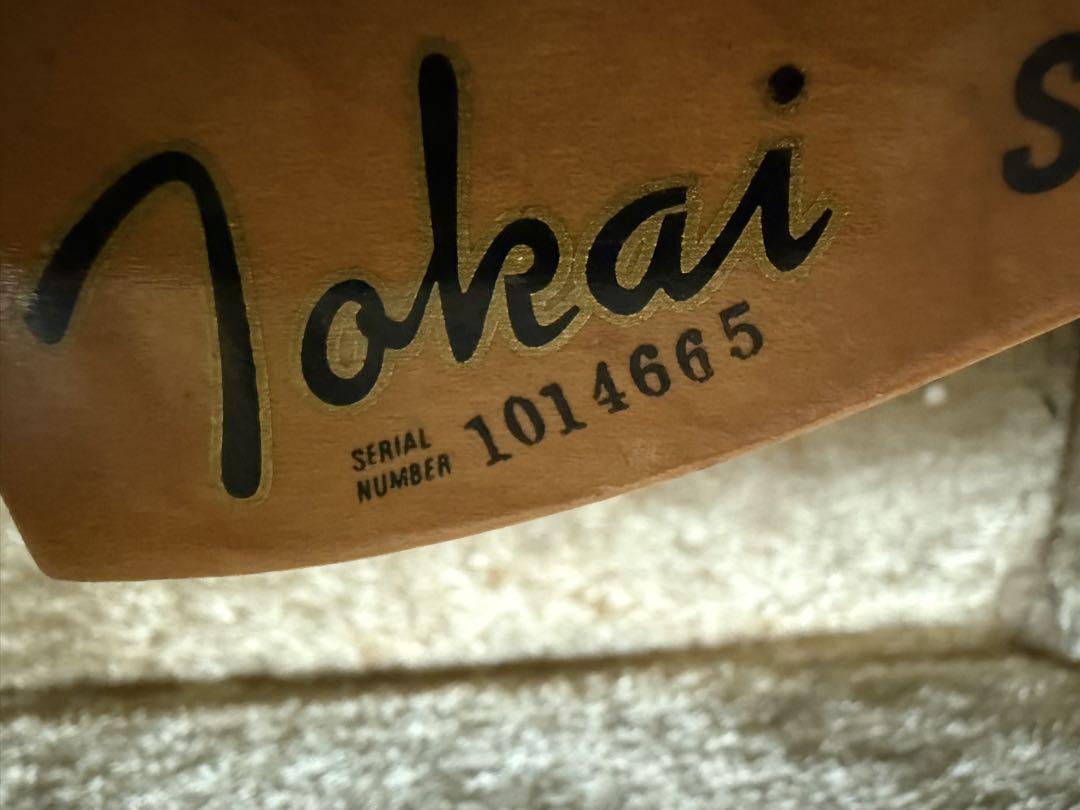 Tokai S
SERIAL
NUMBER 1014665